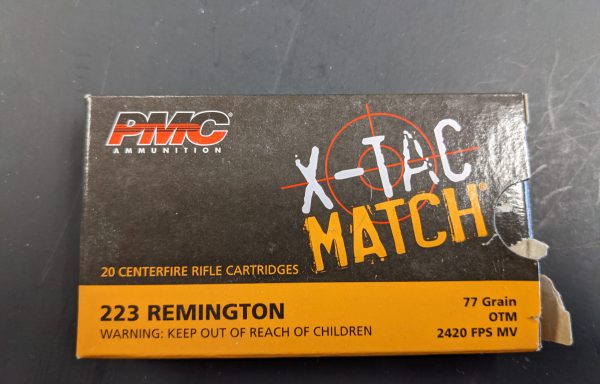 PMC®
AMMUNITION
X-TAC
MATCH®
20 CENTERFIRE RIFLE CARTRIDGES
223 REMINGTON
WARNING: KEEP OUT OF REACH OF CHILDREN
77 Grain
OTM
2420 FPS MV